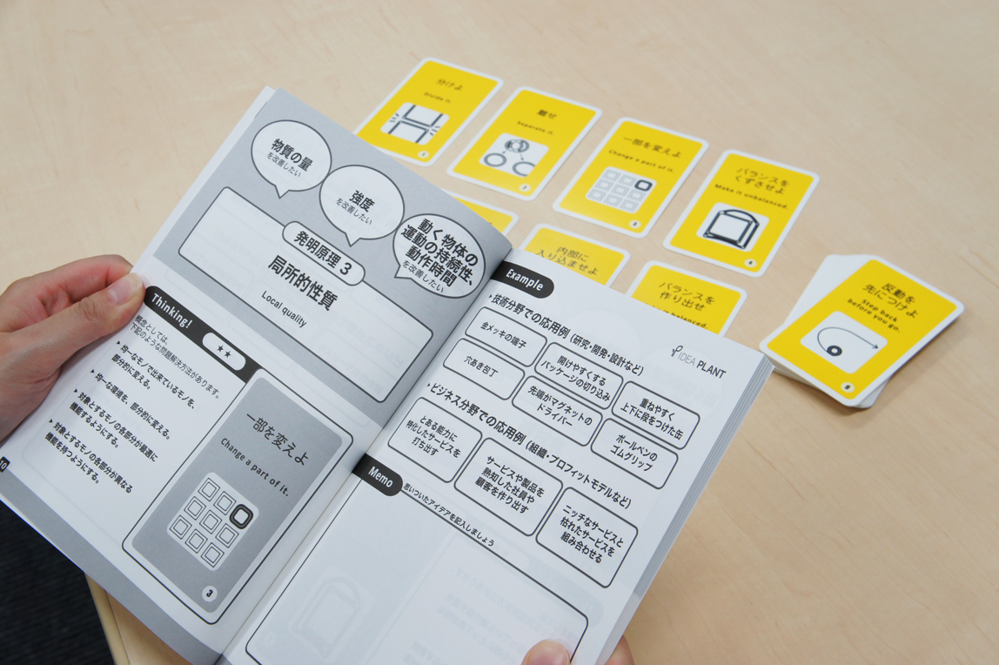 分けよ
Divide it.
離せ
Separate it.
2
一部を変えよ
Change a part of it.
3
バランスを
くずさせよ
Make it unbalanced.
4
内部に
入り込ませよ
バランスを
作り出せ
反動を
先につけよ
Step back
before you go.
物質の量
を改善したい
強度
を改善したい
動く物体の
運動の持続性、
動作時間
を改善したい
発明原理 3
局所的性質
Local quality
Thinking!
★★
概念としては、
下記のような問題解決方法があります。
▶ 均一なモノで出来ているモノを、
部分的に変える。
▶ 均一な環境を、部分的に変える。
▶ 対象とするモノの各部分が最適に
機能するようにする。
▶ 対象とするモノの各部分が異なる
機能を持つようにする。
一部を変えよ
Change a part of it.
3
10
Example
IDEA PLANT
▶技術分野での応用例（研究・開発・設計など）
金メッキの端子
開けやすくする
パッケージの切り込み
重ねやすく
上下に段をつけた缶
穴あき包丁
先端がマグネットの
ドライバー
ボールペンの
ゴムグリップ
▶ビジネス分野での応用例（組織・プロフィットモデルなど）
とある能力に
特化したサービスを
打ち出す
サービスや製品を
熟知した社員や
顧客を作り出す
ニッチなサービスと
枯れたサービスを
組み合わせる
Memo
思いついたアイデアを記入しましょう